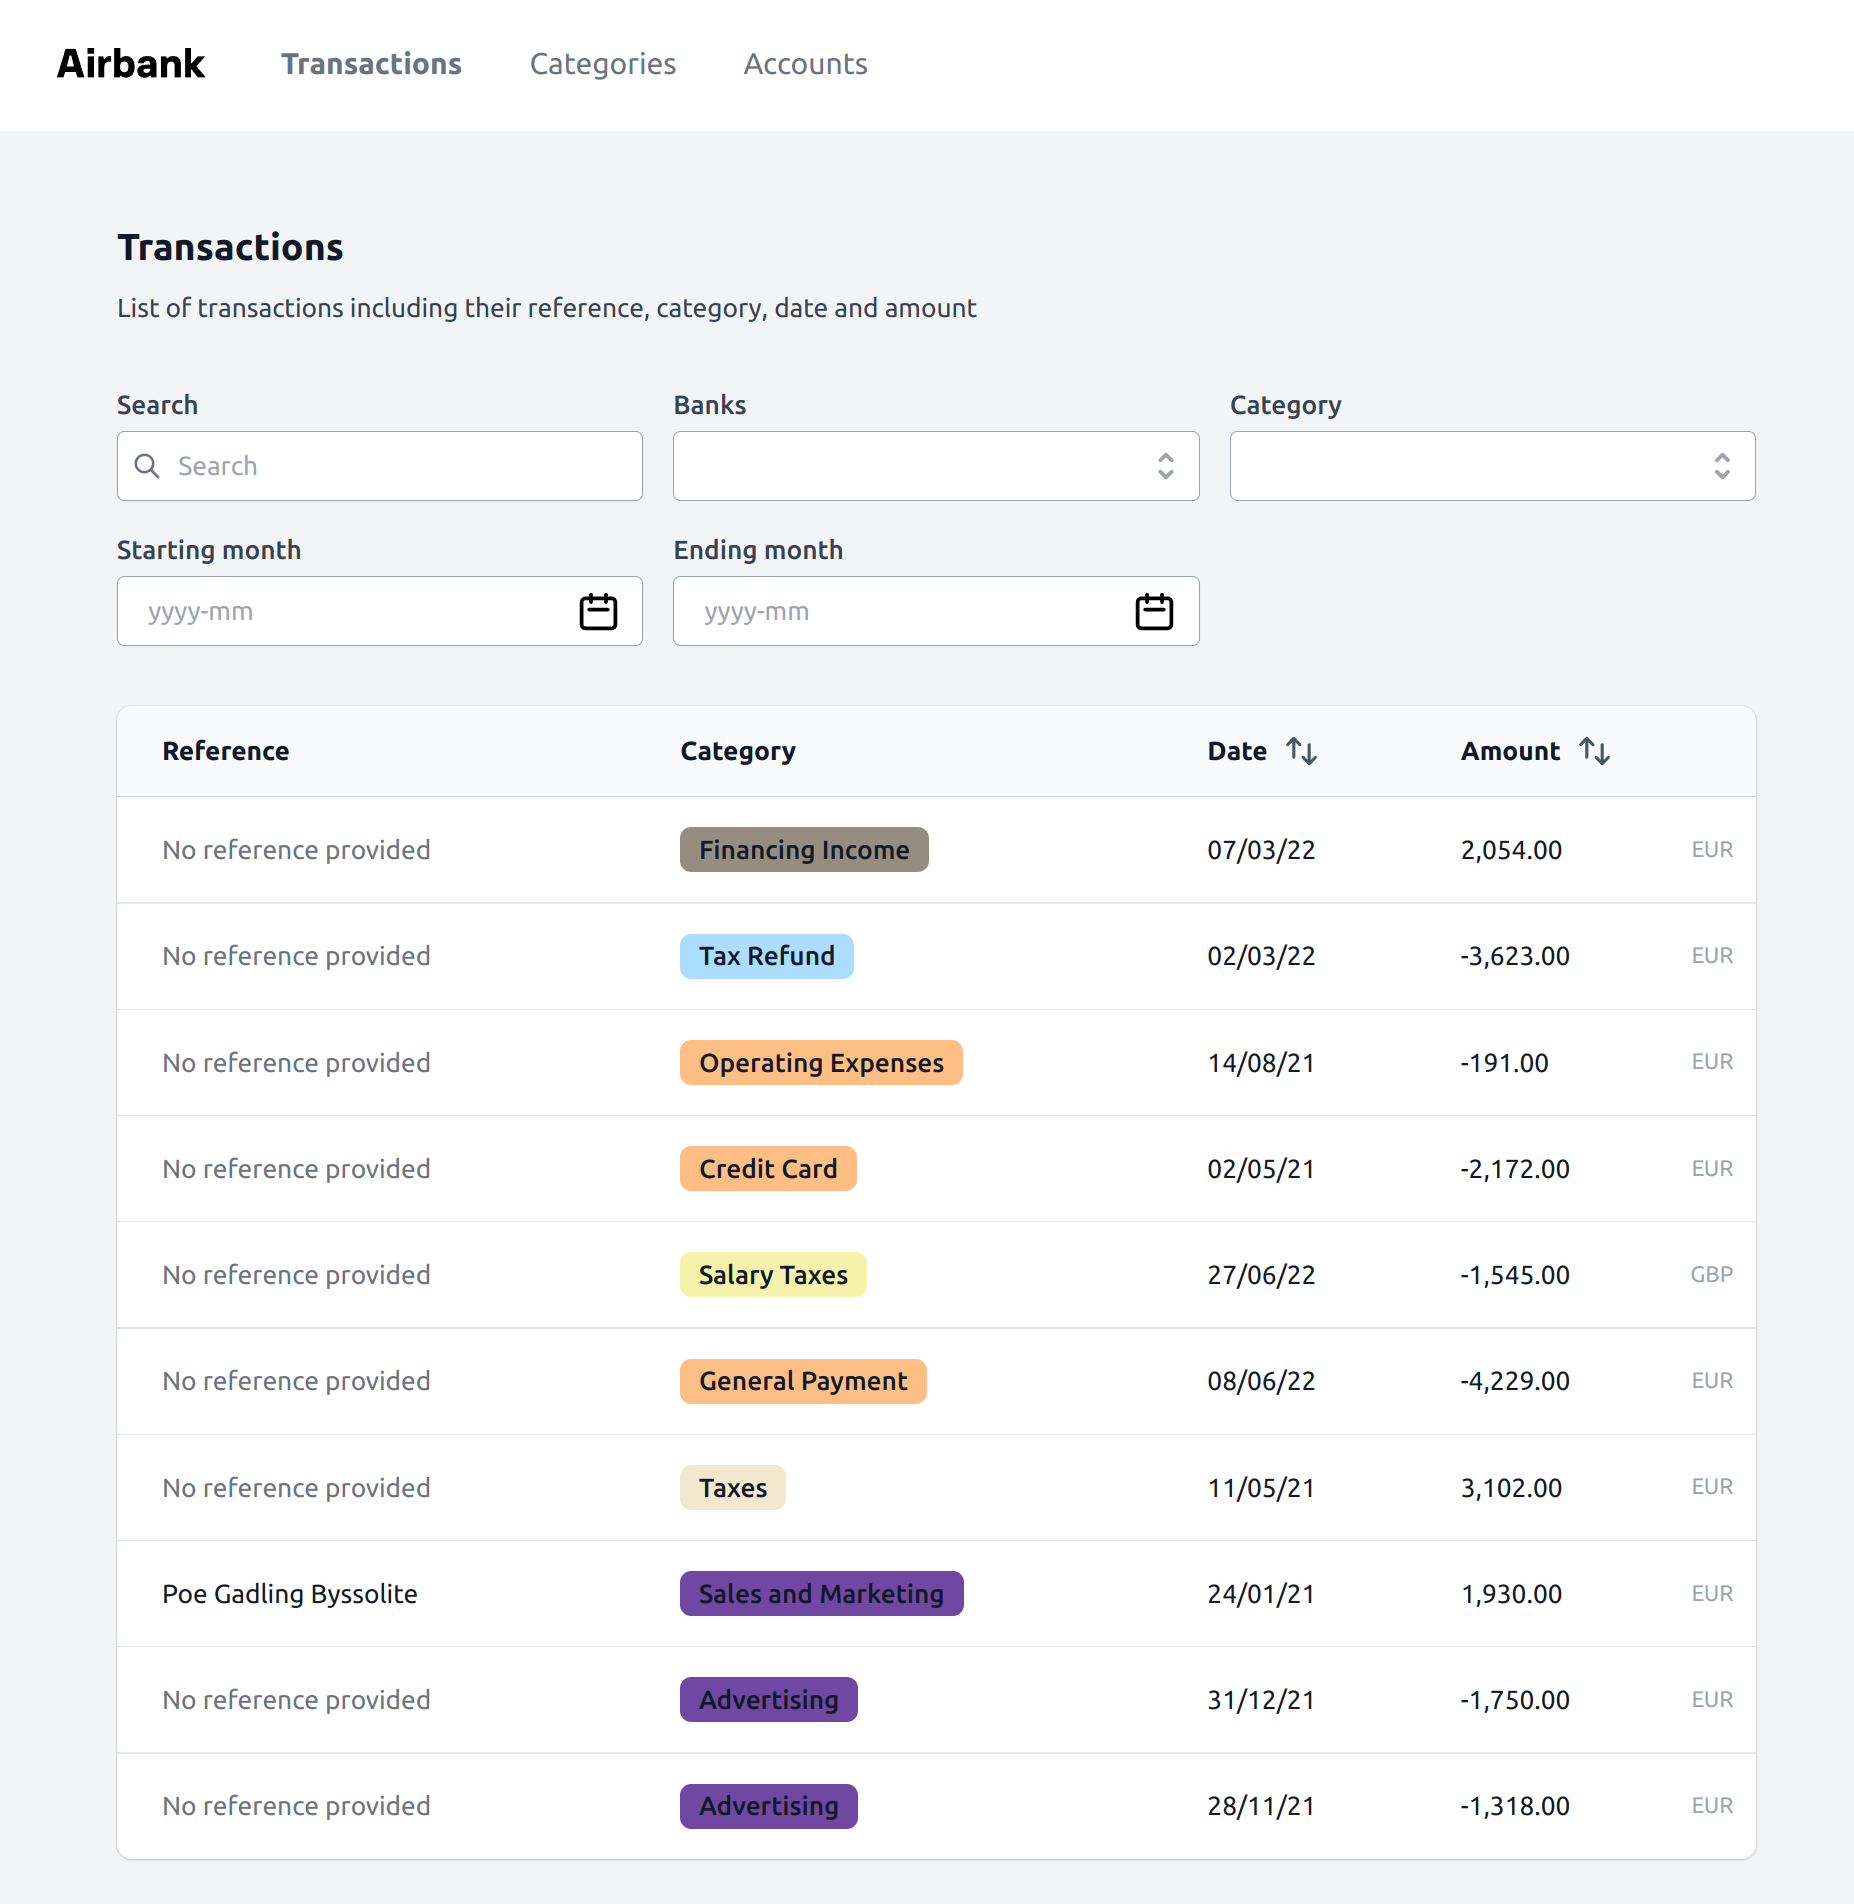 Airbank Transactions Categories Accounts
Transactions
List of transactions including their reference, category, date and amount
Search Banks Category
Search
Starting month Ending month
yyyy-mm yyyy-mm
Reference Category Date Amount
No reference provided Financing Income 07/03/22 2,054.00 EUR
No reference provided Tax Refund 02/03/22 -3,623.00 EUR
No reference provided Operating Expenses 14/08/21 -191.00 EUR
No reference provided Credit Card 02/05/21 -2,172.00 EUR
No reference provided Salary Taxes 27/06/22 -1,545.00 GBP
No reference provided General Payment 08/06/22 -4,229.00 EUR
No reference provided Taxes 11/05/21 3,102.00 EUR
Poe Gadling Byssolite Sales and Marketing 24/01/21 1,930.00 EUR
No reference provided Advertising 31/12/21 -1,750.00 EUR
No reference provided Advertising 28/11/21 -1,318.00 EUR